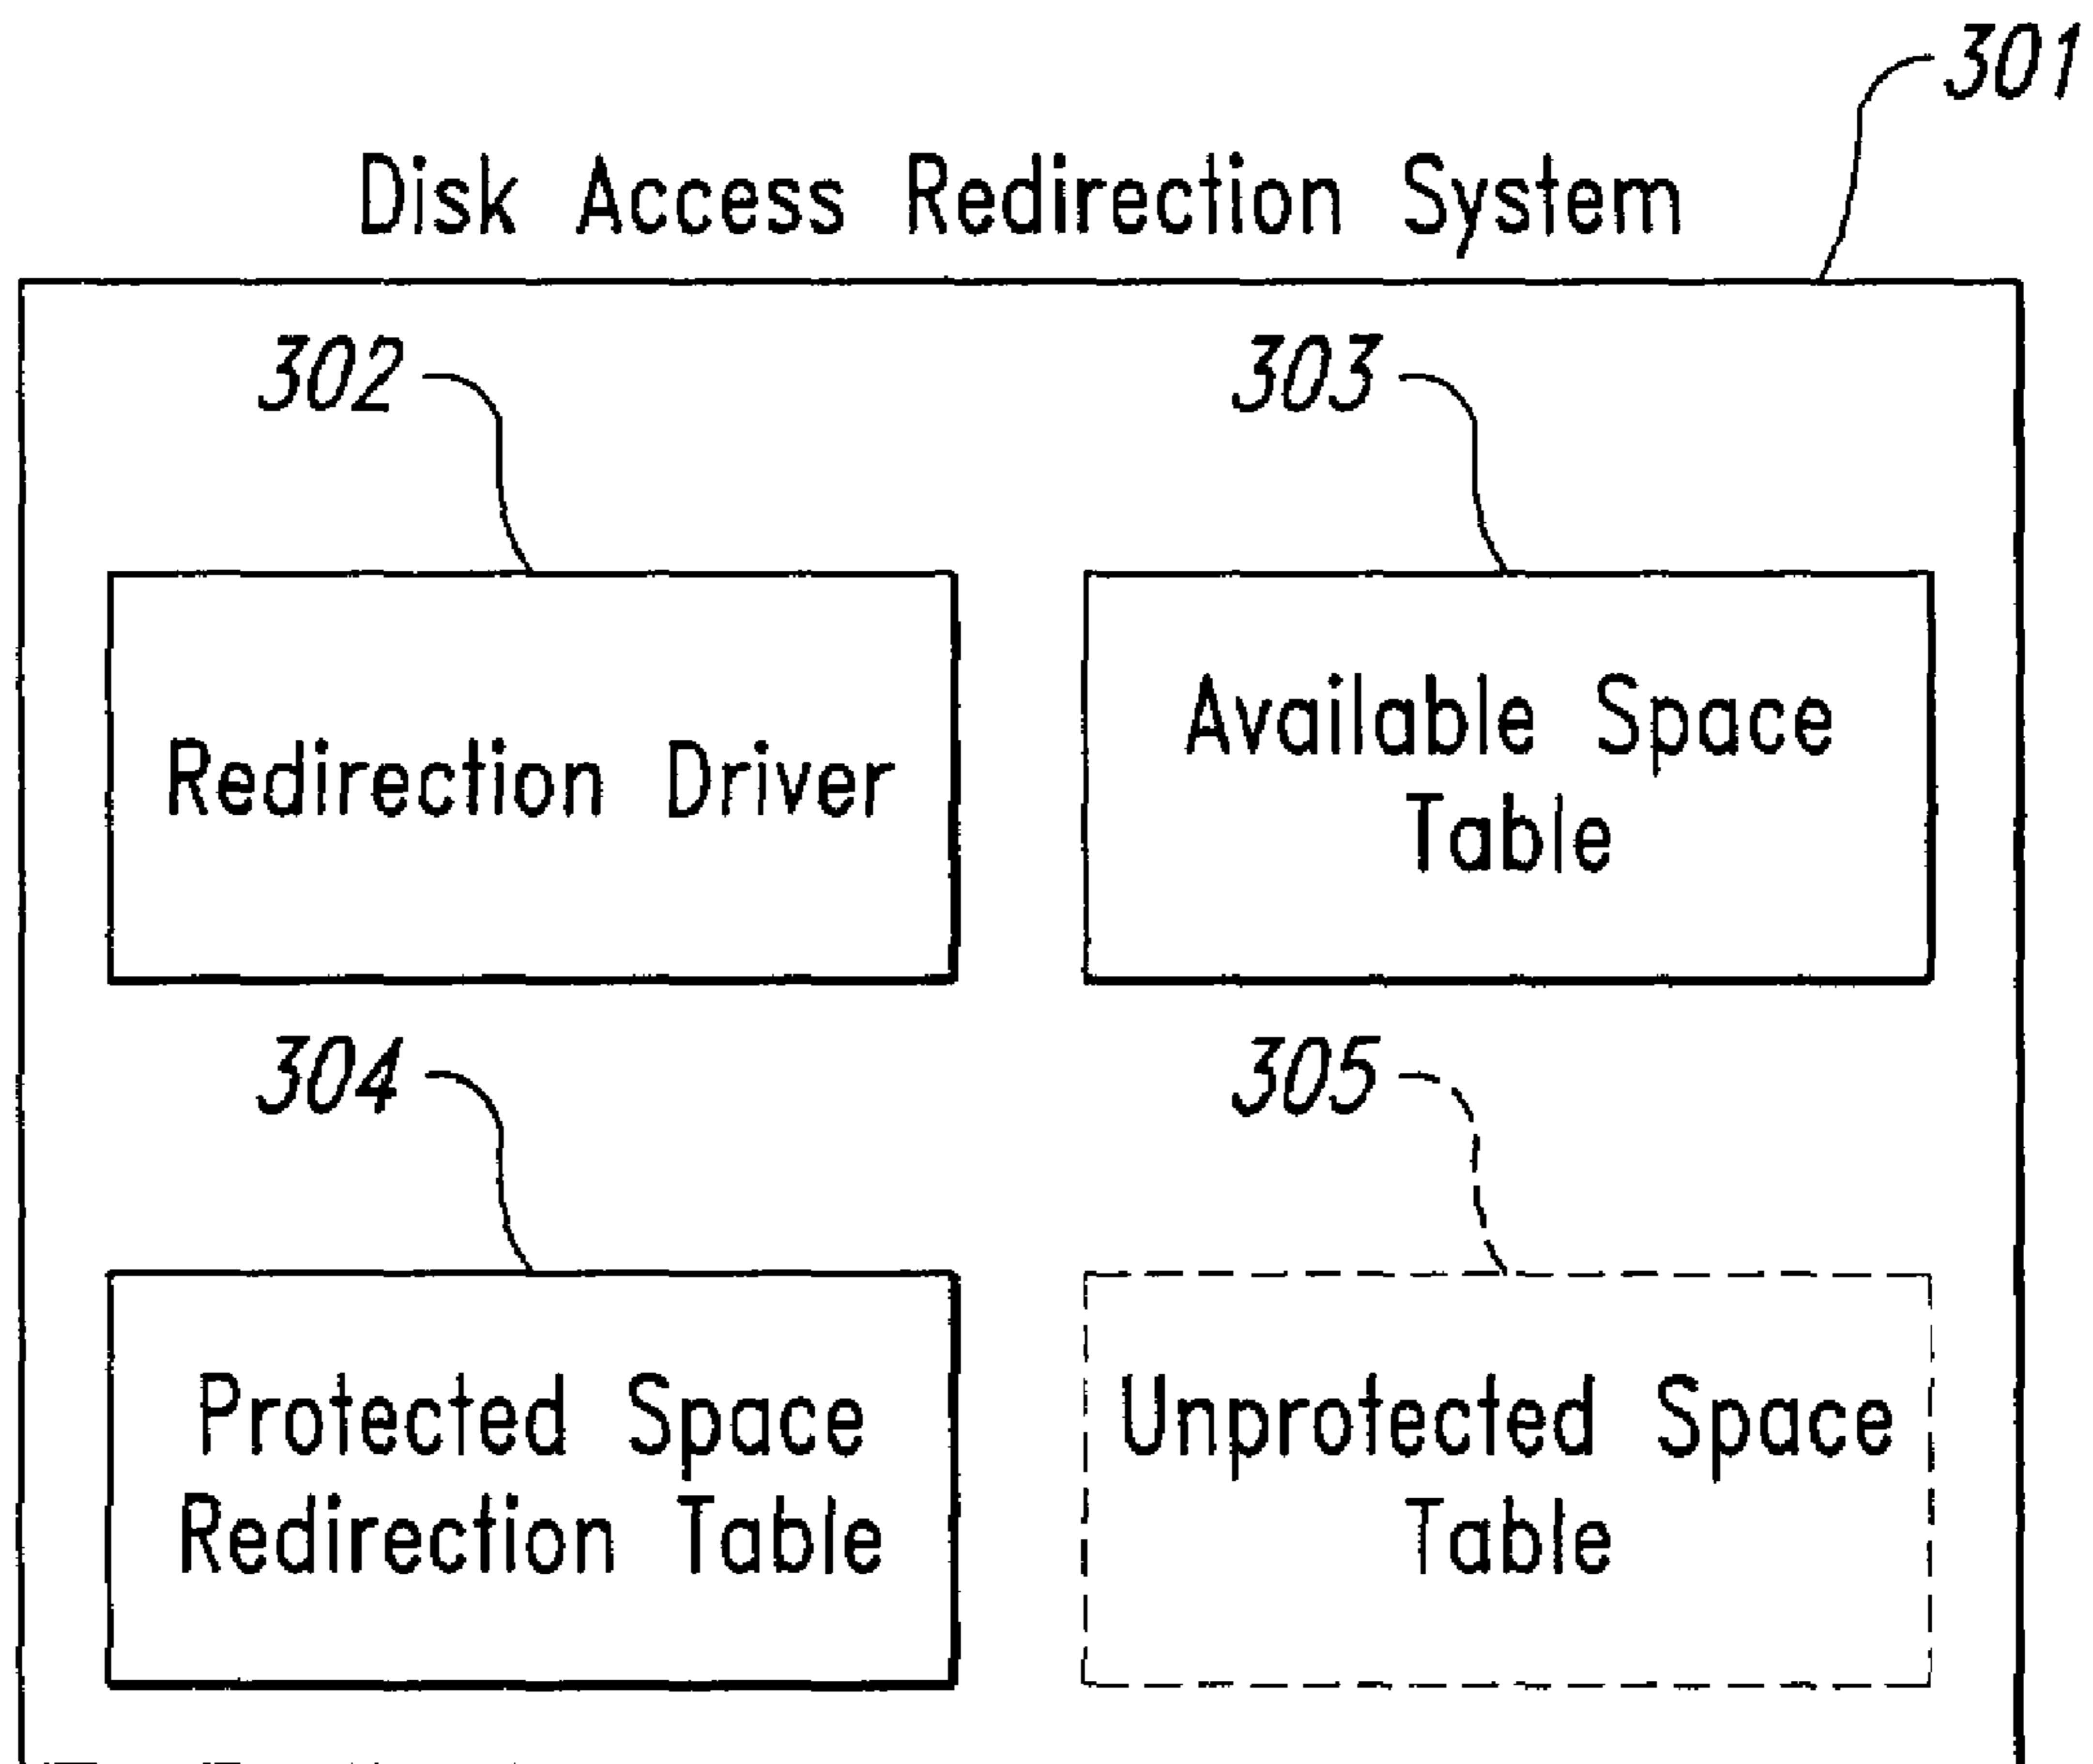 301
Disk Access Redirection System
302
303
Redirection Driver
Available Space
Table
304
305
Protected Space
Redirection Table
Unprotected Space
Table